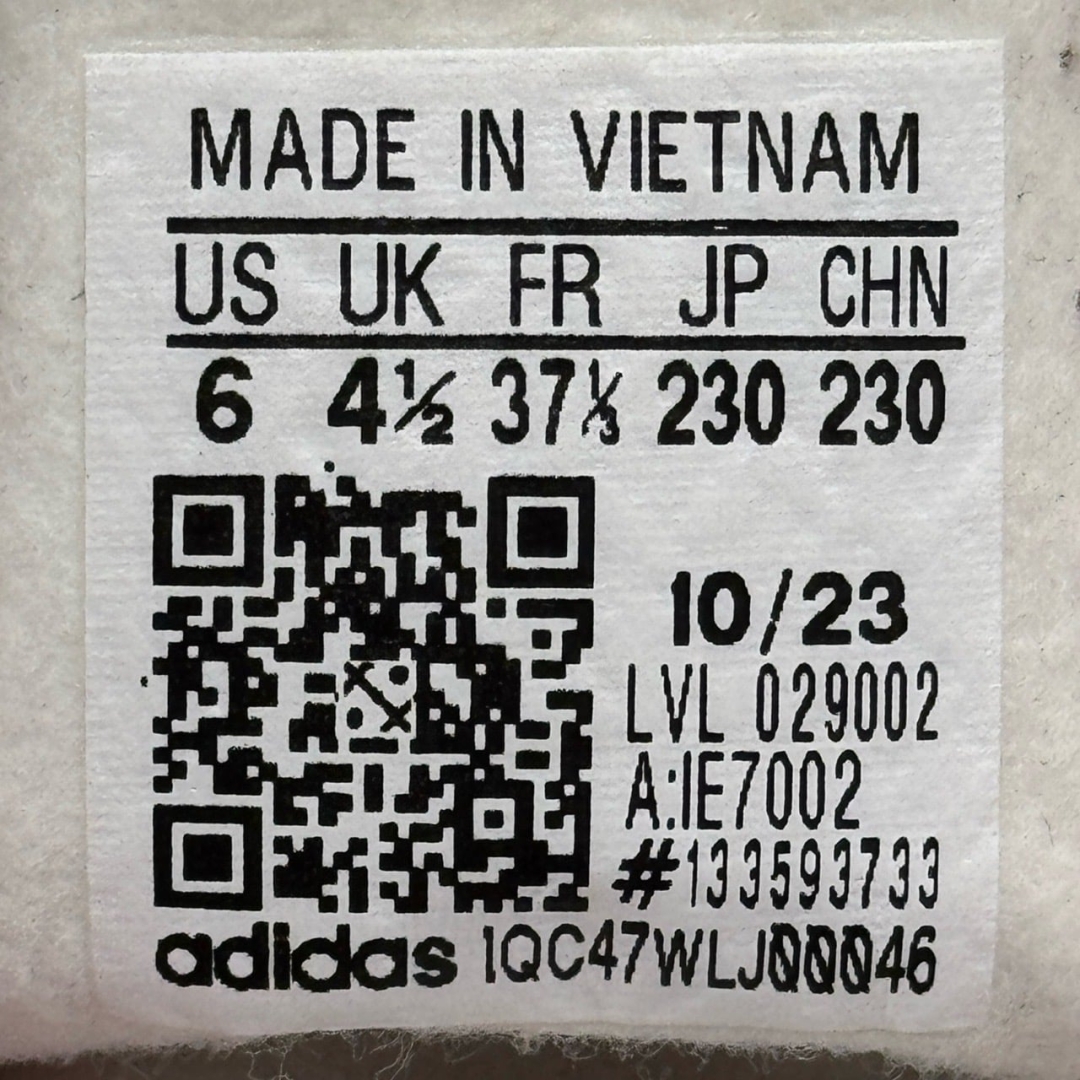 MADE IN VIETNAM
US UK FR JP CHN
6 4½ 37⅓ 230 230
10/23
LVL 029002
A:IE7002
#133593733
adidas 1QC47WLJ000046